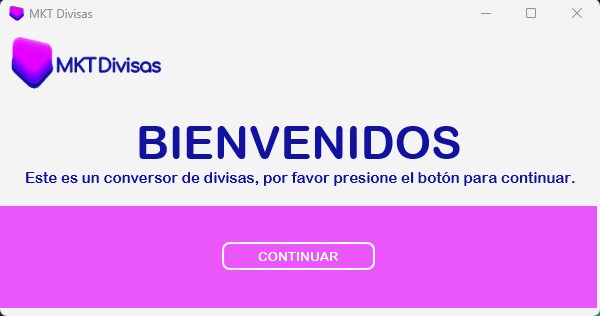 MKT Divisas
MKT Divisas
BIENVENIDOS
Este es un conversor de divisas, por favor presione el botón para continuar.
CONTINUAR